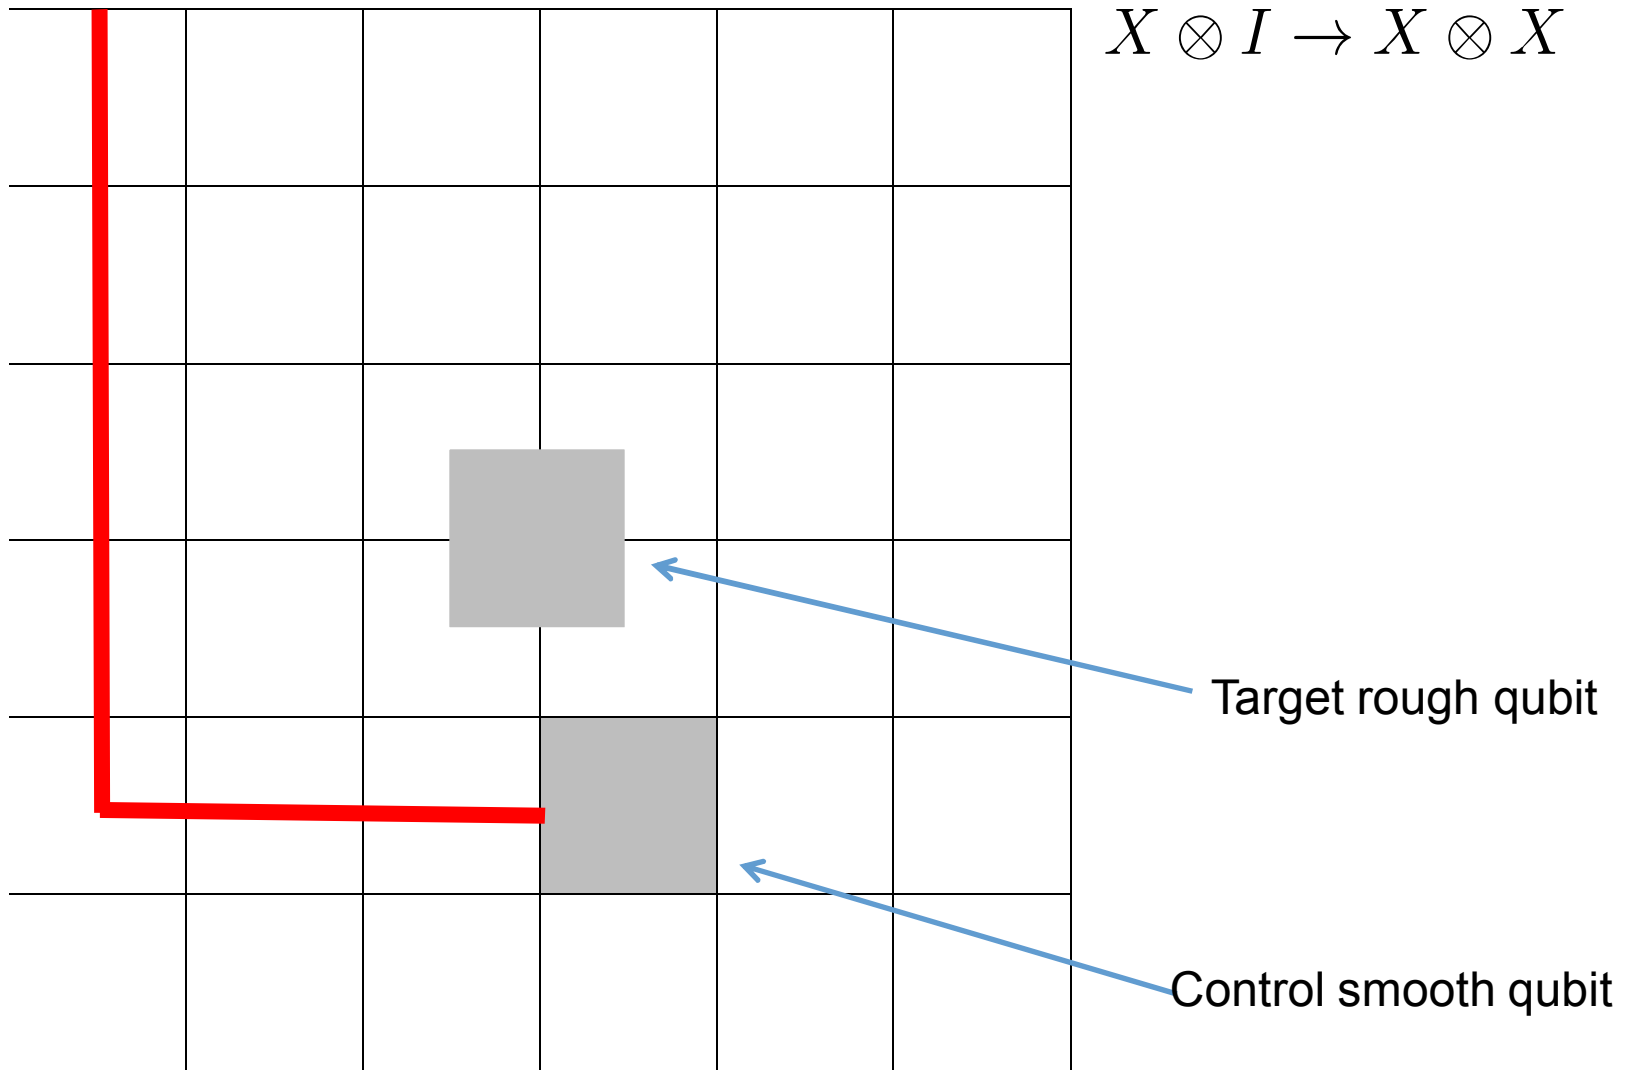 X ⊗ I → X ⊗ X
Target rough qubit
Control smooth qubit